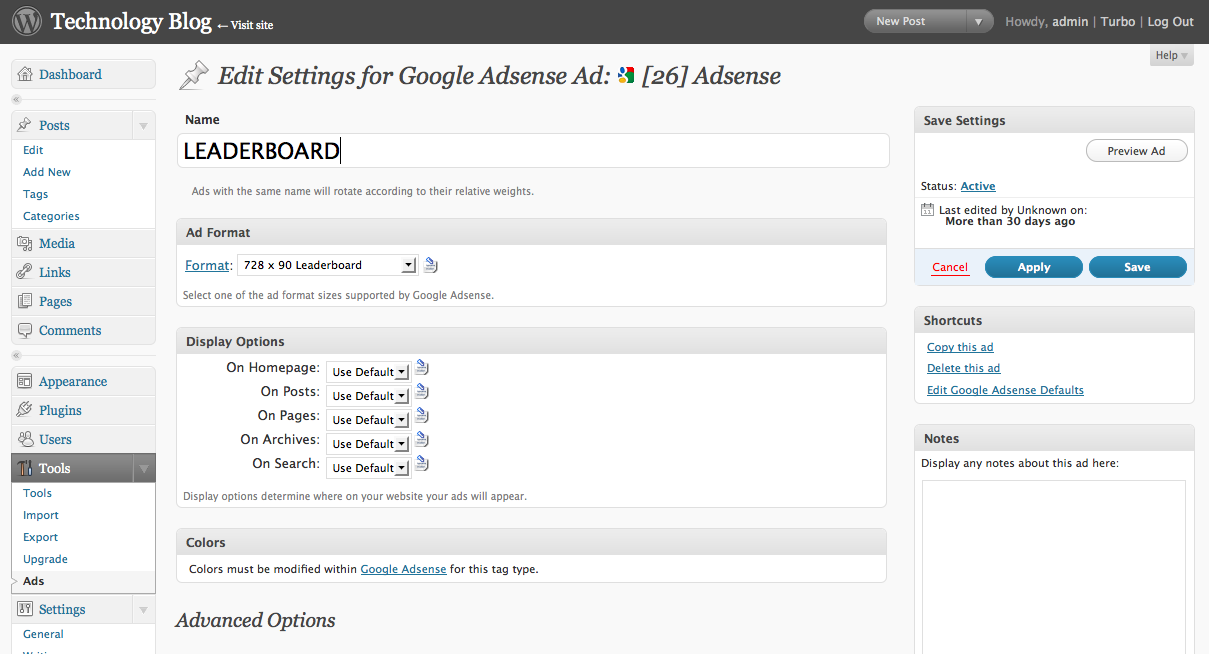 Technology Blog ← Visit site
New Post
Howdy, admin | Turbo | Log Out
Help
Dashboard
Posts
Edit
Add New
Tags
Categories
Media
Links
Pages
Comments
Appearance
Plugins
Users
Tools
Tools
Import
Export
Upgrade
Ads
Settings
General
Edit Settings for Google Adsense Ad: [26] Adsense
Name
LEADERBOARD
Ads with the same name will rotate according to their relative weights.
Ad Format
Format: 728 x 90 Leaderboard
Select one of the ad format sizes supported by Google Adsense.
Display Options
On Homepage: Use Default
On Posts: Use Default
On Pages: Use Default
On Archives: Use Default
On Search: Use Default
Display options determine where on your website your ads will appear.
Colors
Colors must be modified within Google Adsense for this tag type.
Advanced Options
Save Settings
Preview Ad
Status: Active
Last edited by Unknown on:
More than 30 days ago
Cancel Apply Save
Shortcuts
Copy this ad
Delete this ad
Edit Google Adsense Defaults
Notes
Display any notes about this ad here: